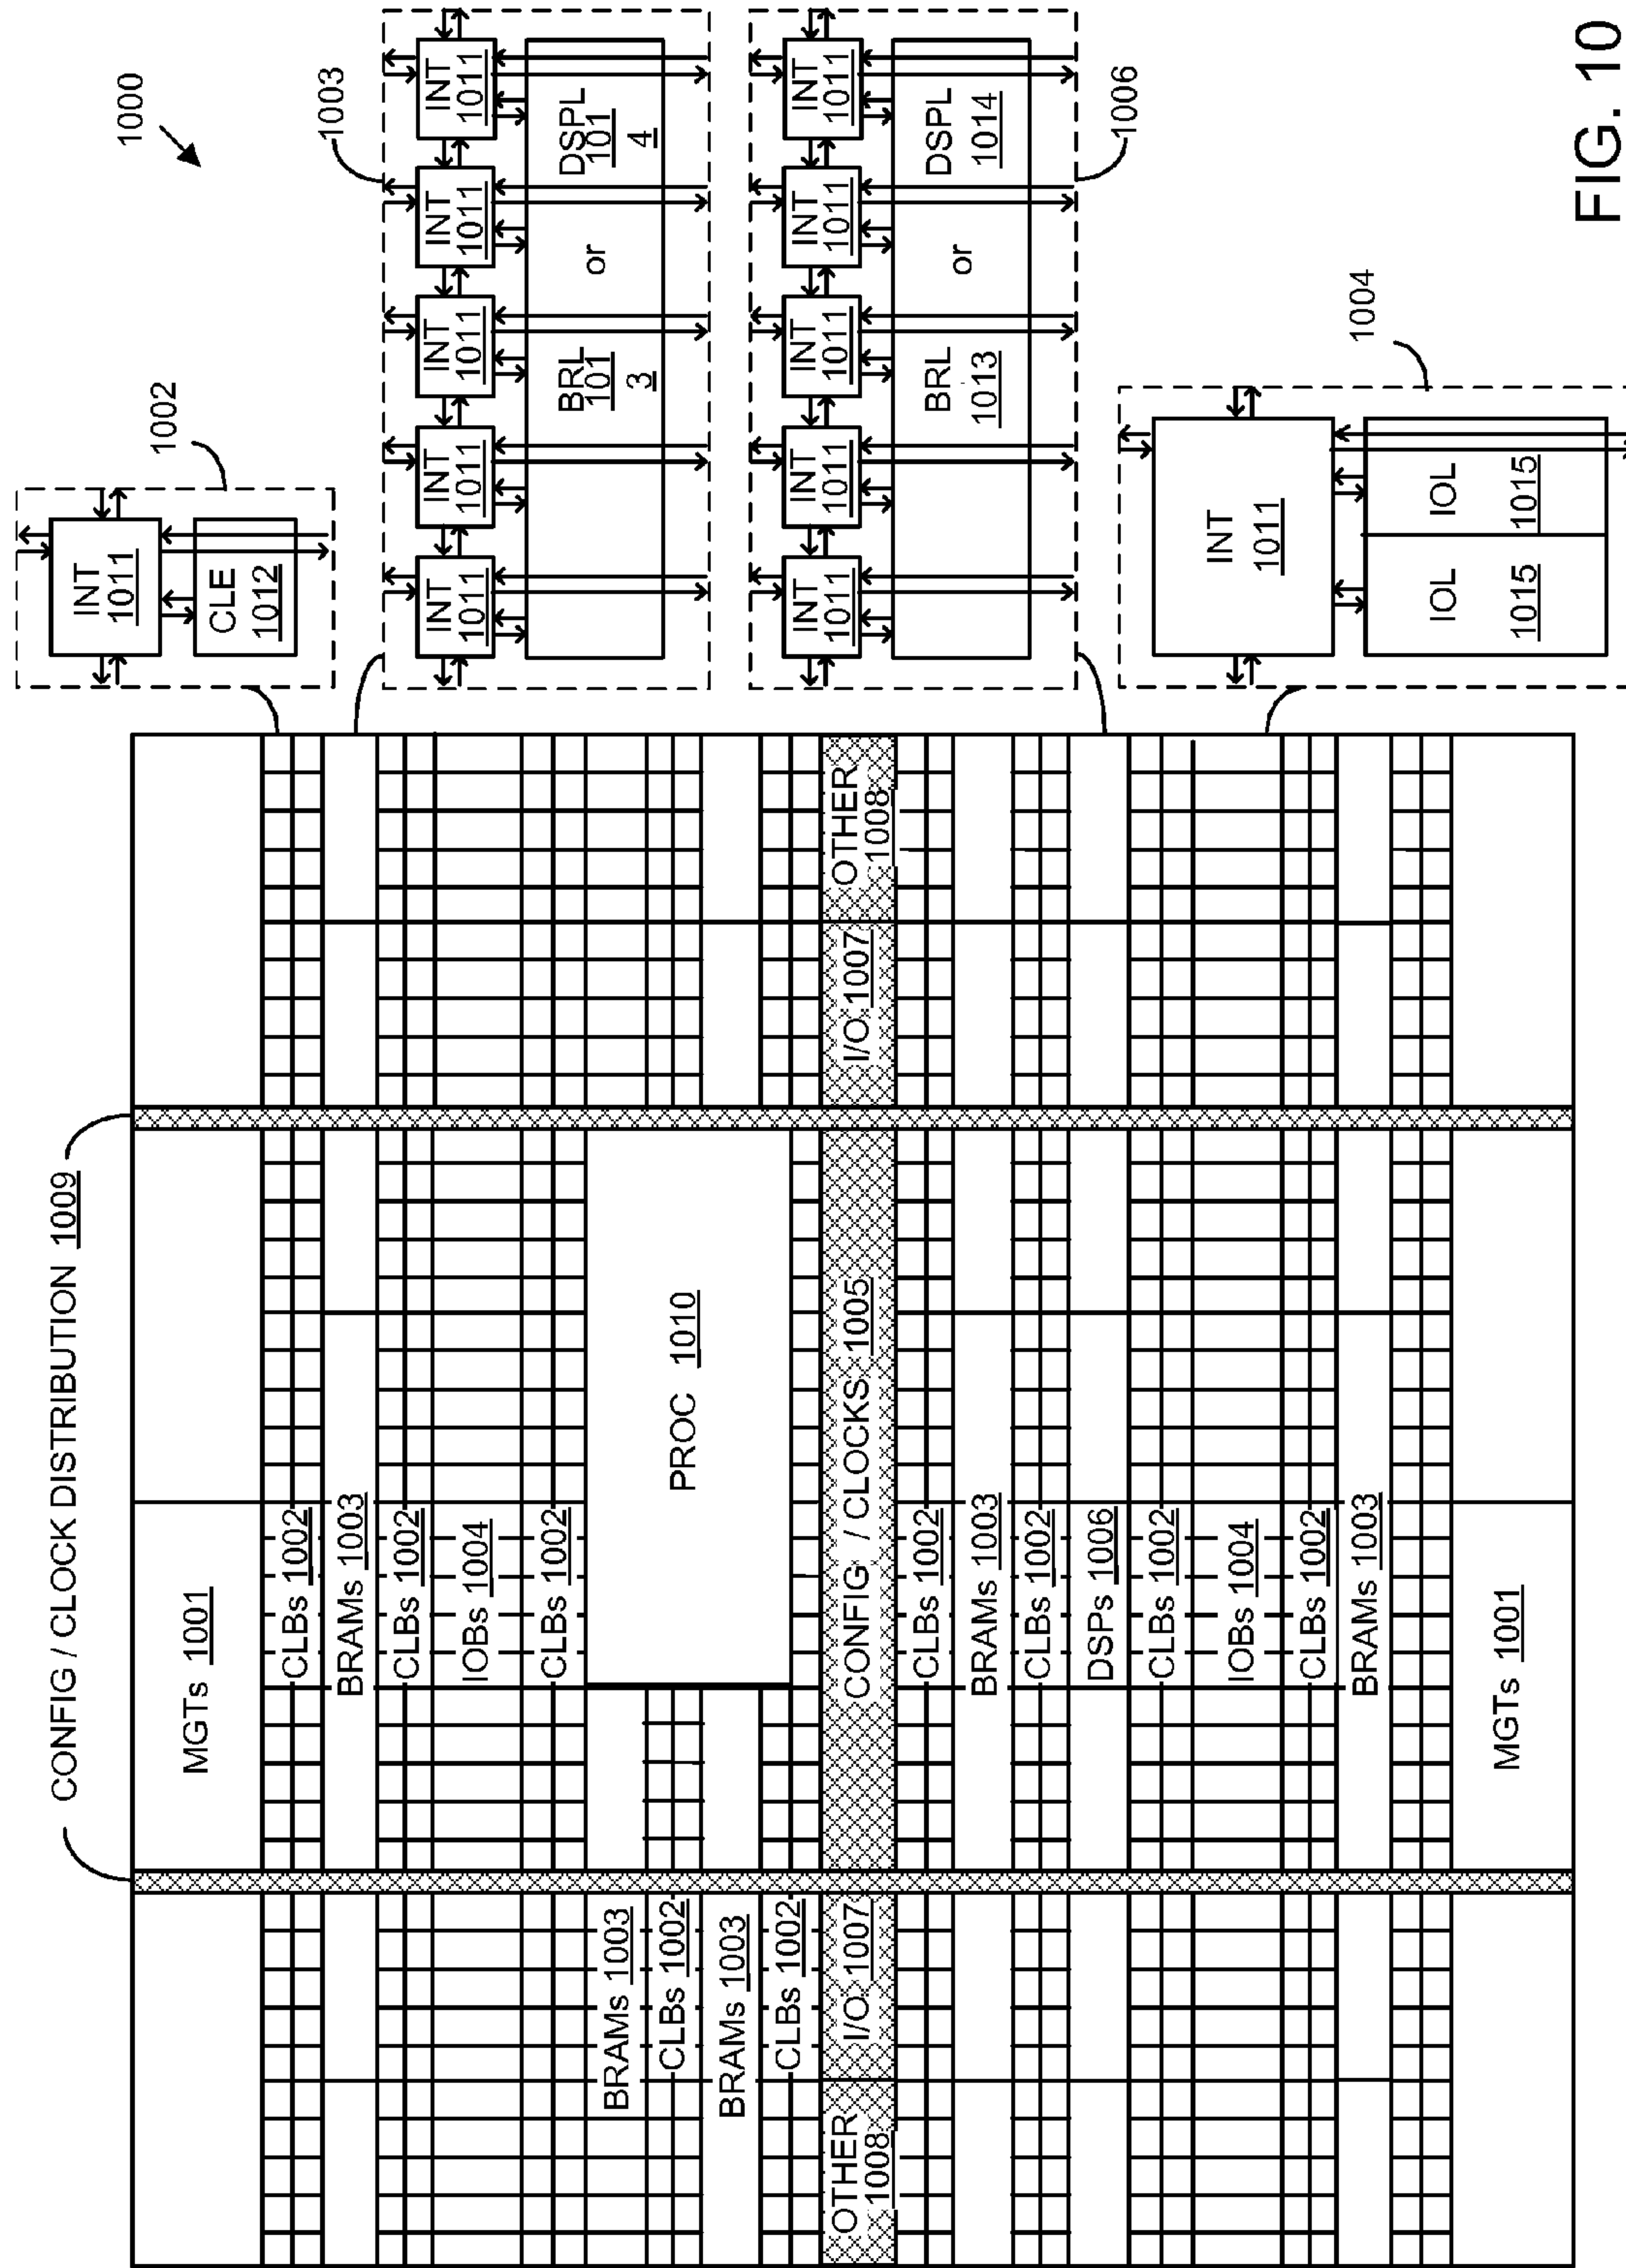 CONFIG / CLOCK DISTRIBUTION 1009
MGTs 1001
CLBs 1002
BRAMs 1003
CLBs 1002
IOBs 1004
CLBs 1002
BRAMs 1003
CLBs 1002
BRAMs 1003
CLBs 1002
PROC 1010
OTHER
1008
I/O 1007
CONFIG / CLOCKS 1005
I/O 1007
OTHER
1008
CLBs 1002
BRAMs 1003
CLBs 1002
DSPs 1006
CLBs 1002
IOBs 1004
CLBs 1002
BRAMs 1003
MGTs 1001
1000
1002
INT
1011
CLE
1012
1003
INT
1011
INT
1011
INT
1011
INT
1011
INT
1011
BRL
101
3
or
DSPL
101
4
INT
1011
INT
1011
INT
1011
INT
1011
INT
1011
BRL
1013
or
DSPL
1014
1006
1004
INT
1011
IOL
1015
IOL
1015
FIG. 10